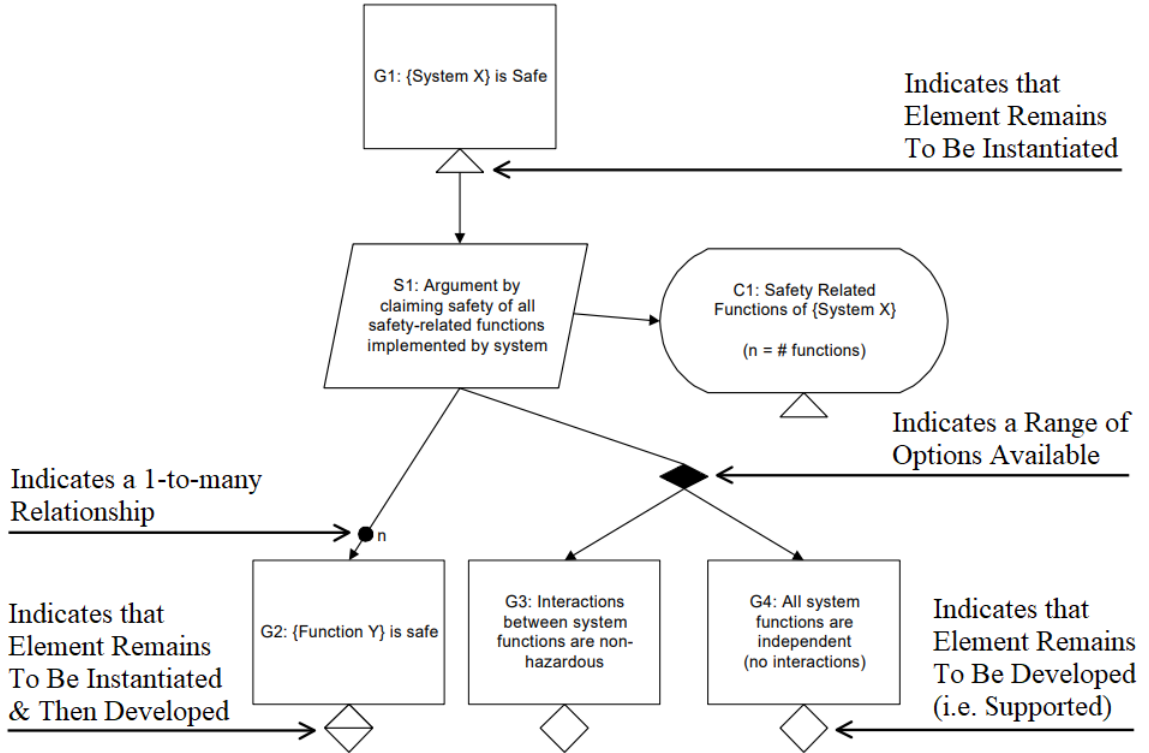 G1: {System X} is Safe
Indicates that
Element Remains
To Be Instantiated
S1: Argument by
claiming safety of all
safety-related functions
implemented by system
C1: Safety Related
Functions of {System X}
(n = # functions)
Indicates a Range of
Options Available
Indicates a 1-to-many
Relationship
n
Indicates that
Element Remains
To Be Instantiated
& Then Developed
G2: {Function Y} is safe
G3: Interactions
between system
functions are non-
hazardous
G4: All system
functions are
independent
(no interactions)
Indicates that
Element Remains
To Be Developed
(i.e. Supported)